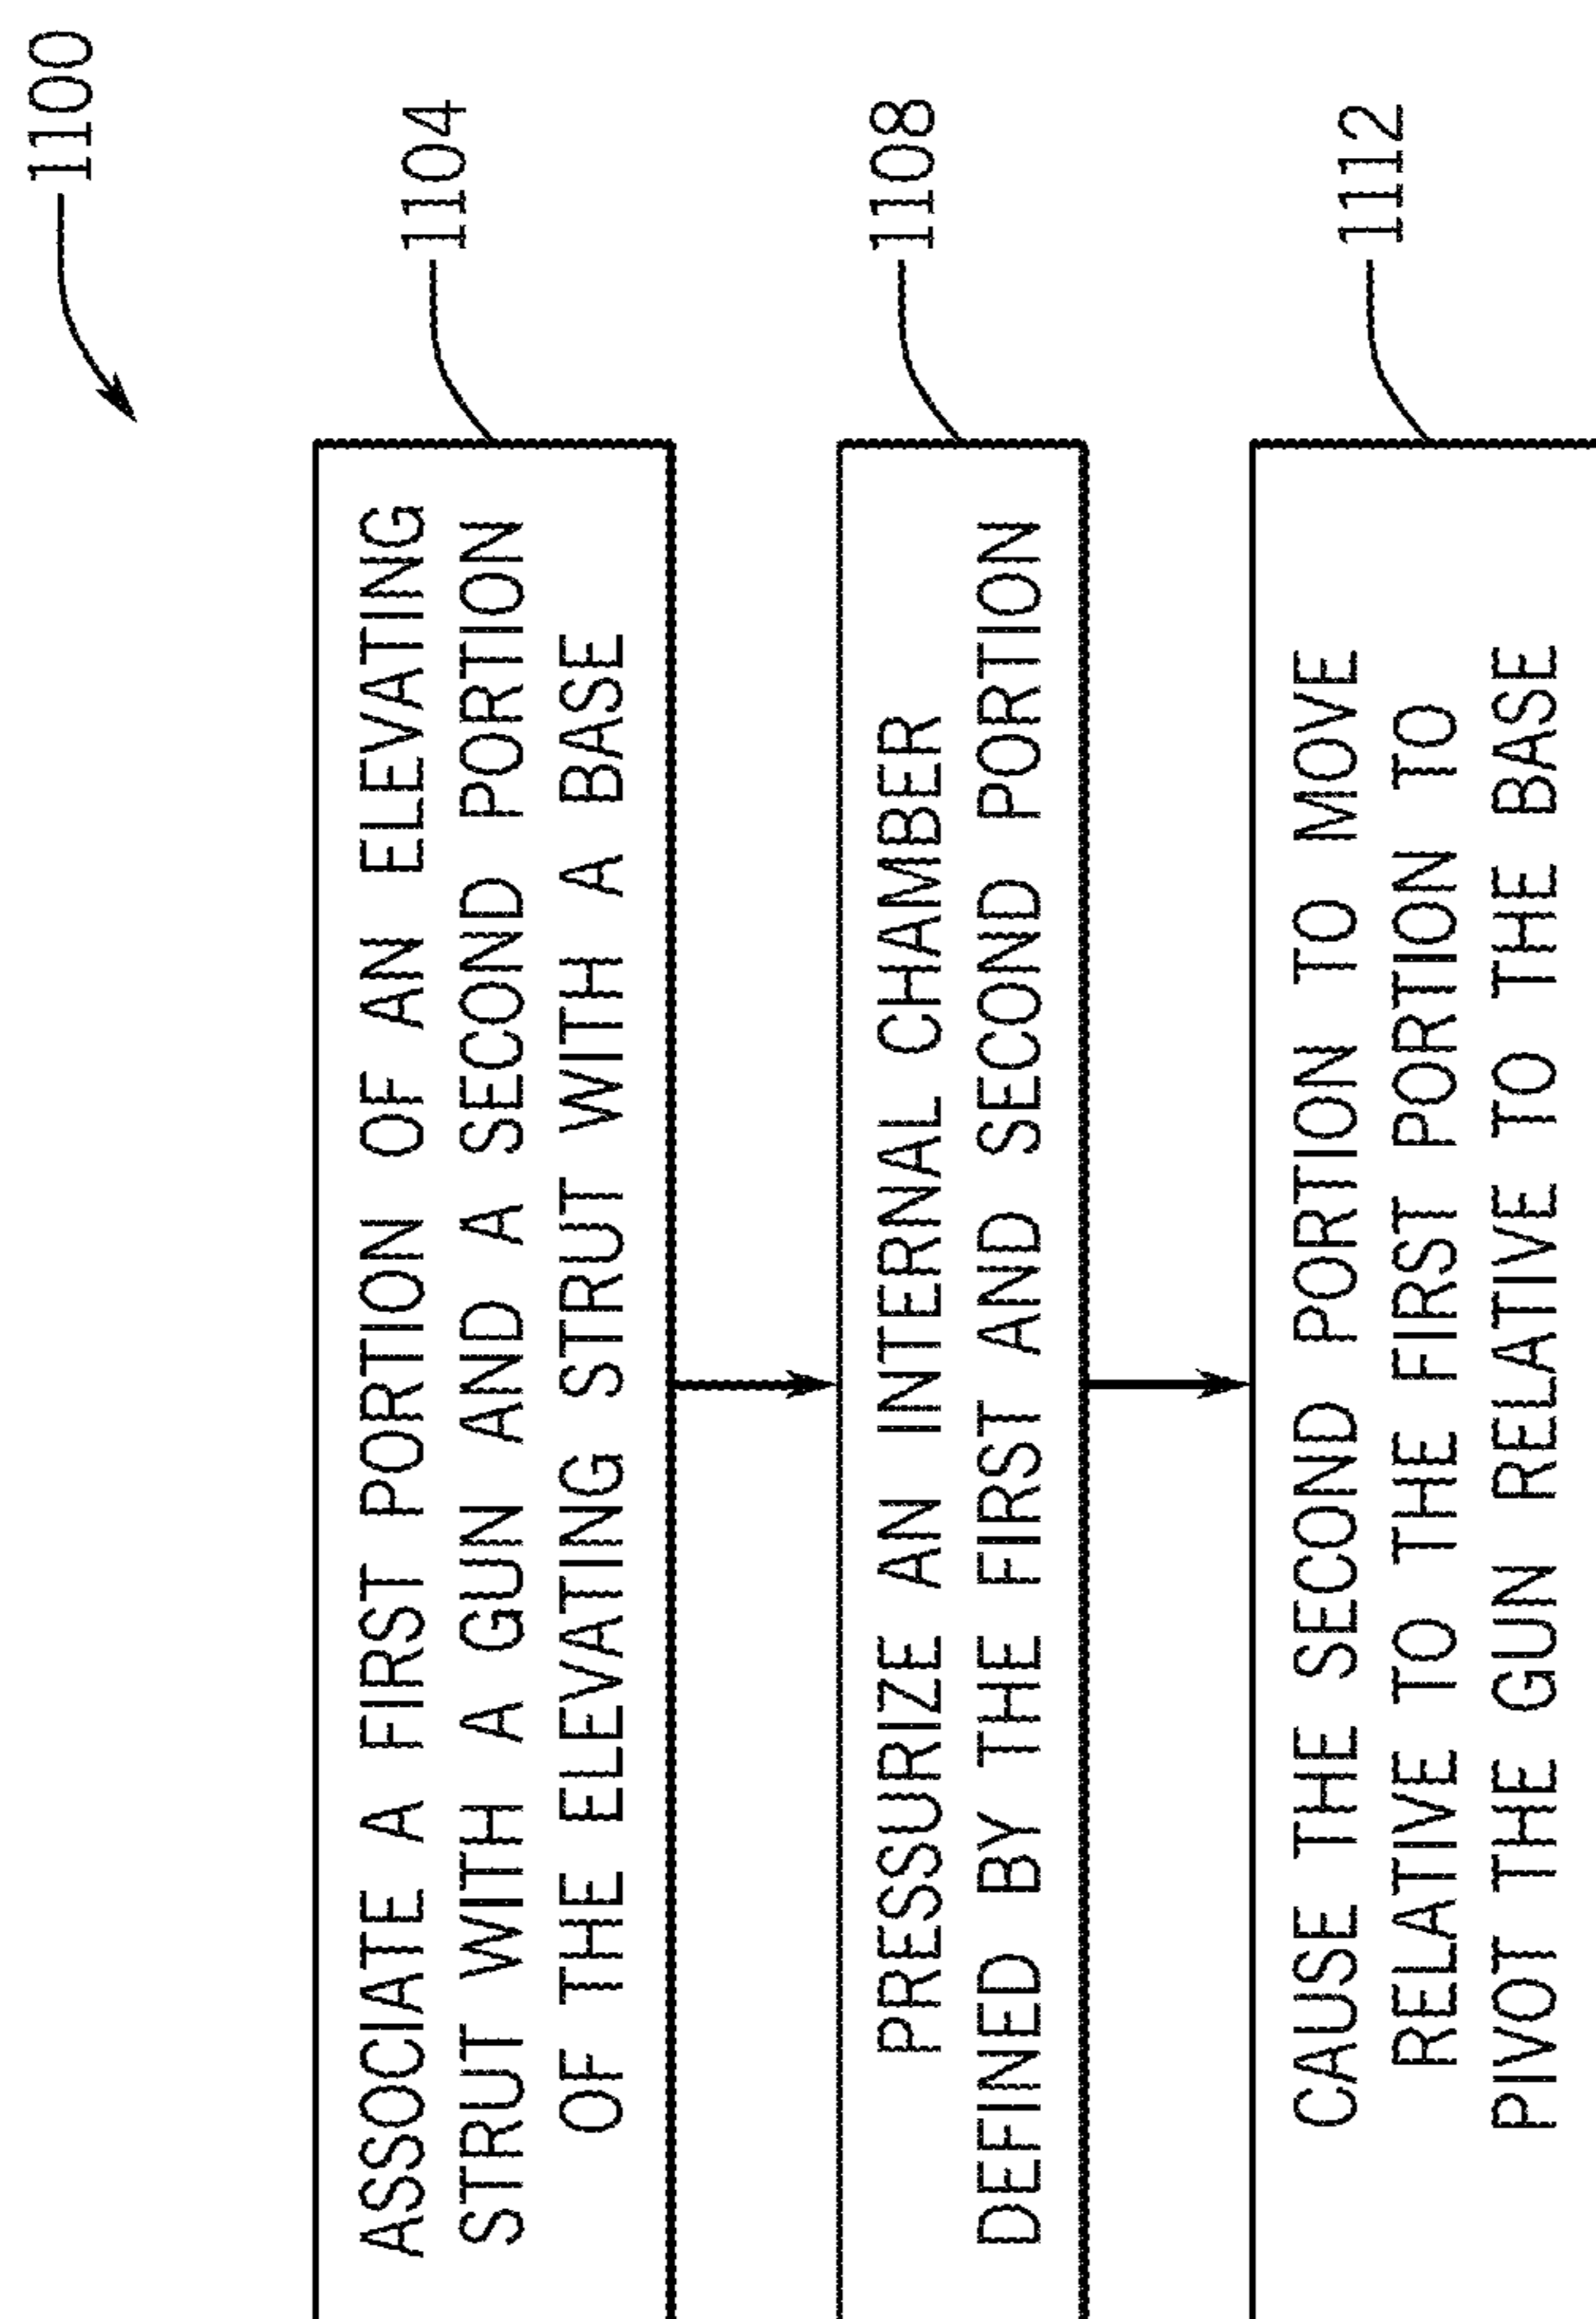 1100
ASSOCIATE A FIRST PORTION OF AN ELEVATING
STRUT WITH A GUN AND A SECOND PORTION
OF THE ELEVATING STRUT WITH A BASE
1104
PRESSURIZE AN INTERNAL CHAMBER
DEFINED BY THE FIRST AND SECOND PORTION
1108
CAUSE THE SECOND PORTION TO MOVE
RELATIVE TO THE FIRST PORTION TO
PIVOT THE GUN RELATIVE TO THE BASE
1112